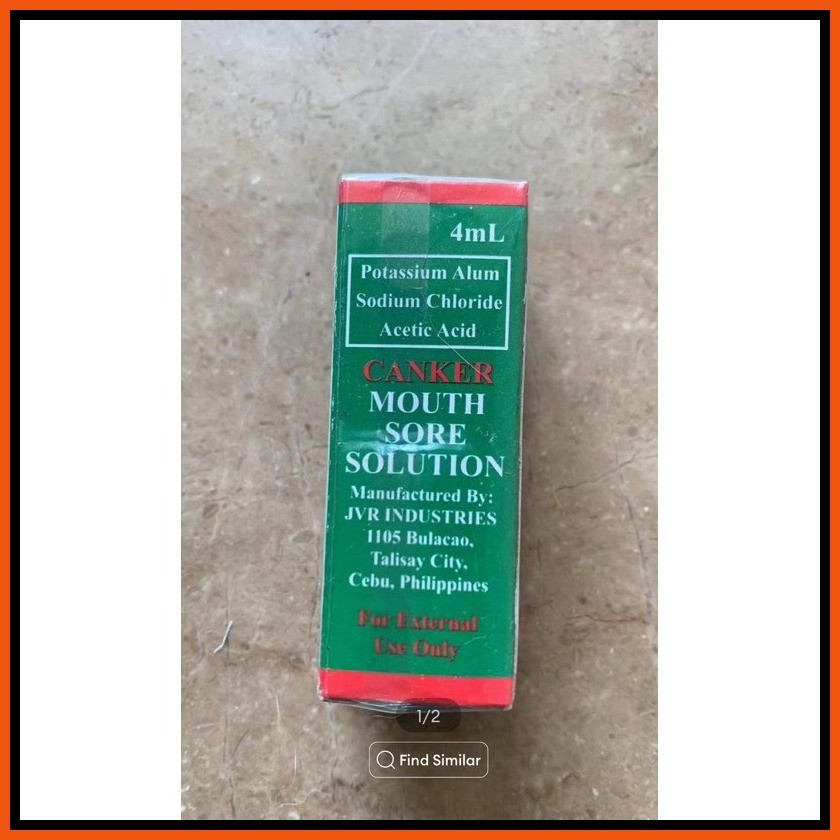 4mL
Potassium Alum
Sodium Chloride
Acetic Acid
CANKER
MOUTH
SORE
SOLUTION
Manufactured By:
JVR INDUSTRIES
1105 Bulacao,
Talisay City,
Cebu, Philippines
For External
Use Only
1/2
Find Similar